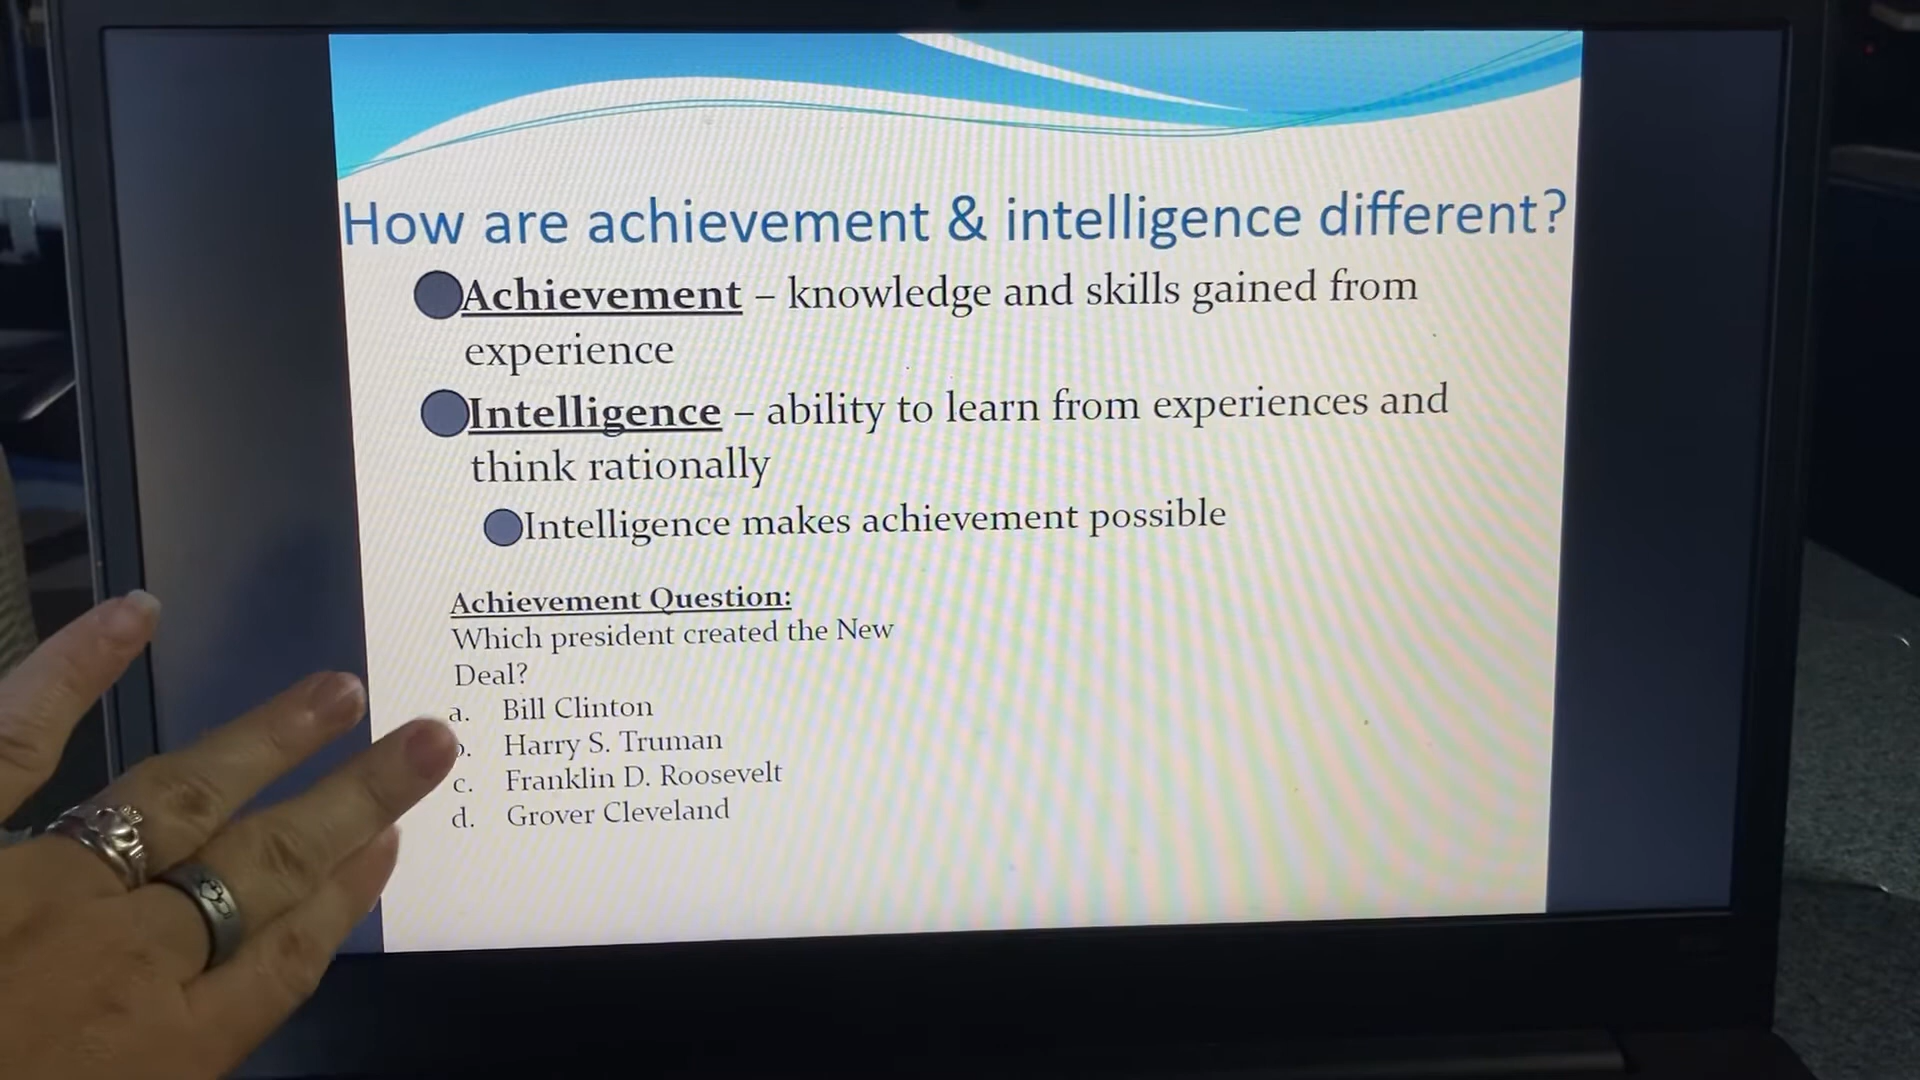 How are achievement & intelligence different?
Achievement – knowledge and skills gained from
experience
Intelligence – ability to learn from experiences and
think rationally
Intelligence makes achievement possible
Achievement Question:
Which president created the New
Deal?
a. Bill Clinton
b. Harry S. Truman
c. Franklin D. Roosevelt
d. Grover Cleveland